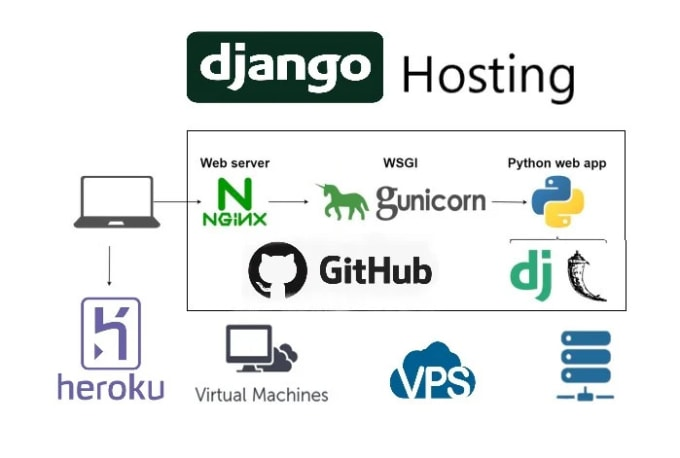 django Hosting
Web server
WSGI
Python web app
NGiNX
gunicorn
GitHub
dj
heroku
Virtual Machines
VPS